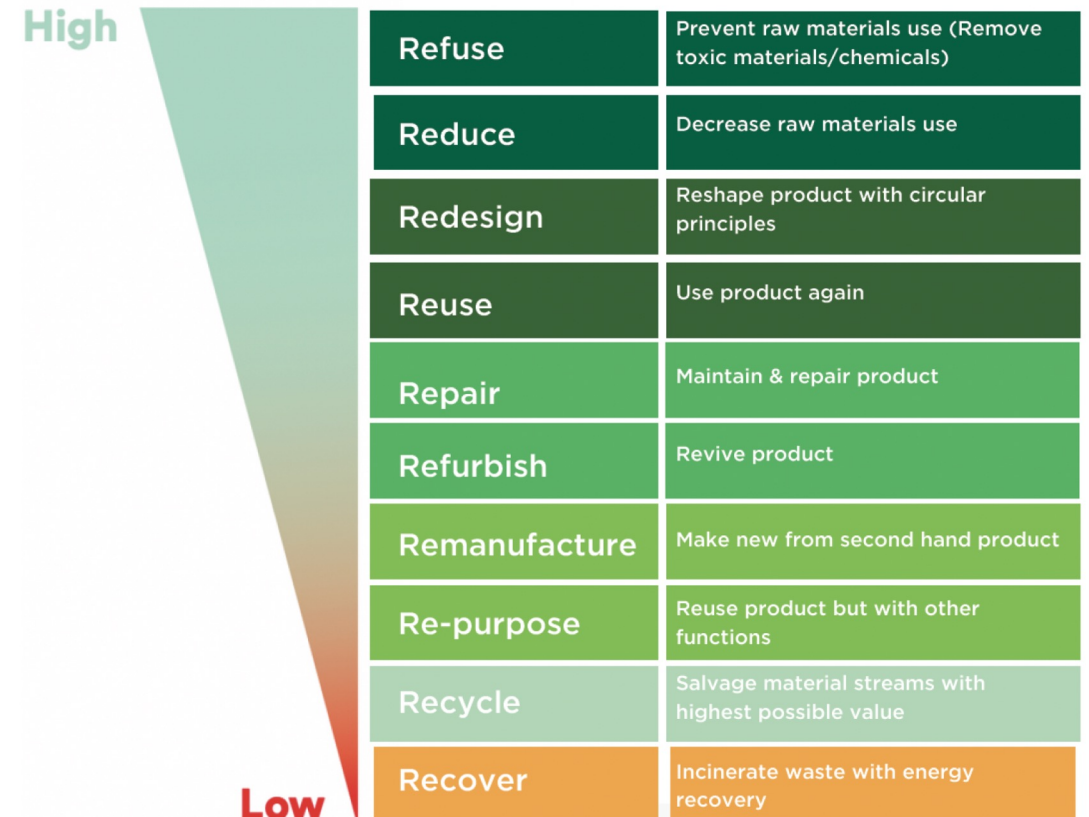 High
Refuse
Prevent raw materials use (Remove
toxic materials/chemicals)
Reduce
Decrease raw materials use
Redesign
Reshape product with circular
principles
Reuse
Use product again
Repair
Maintain & repair product
Refurbish
Revive product
Remanufacture
Make new from second hand product
Re-purpose
Reuse product but with other
functions
Recycle
Salvage material streams with
highest possible value
Recover
Incinerate waste with energy
recovery
Low